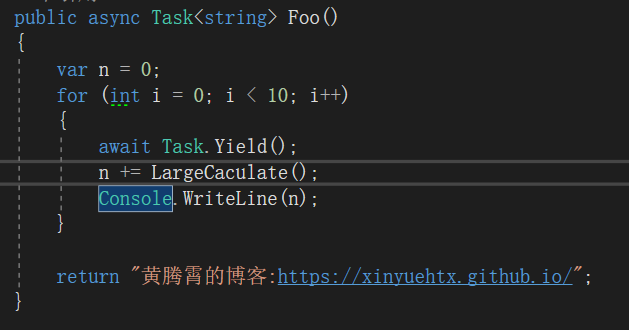 public async Task<string> Foo()
{
var n = 0;
for (int i = 0; i < 10; i++)
{
await Task.Yield();
n += LargeCaculate();
Console.WriteLine(n);
}
return "黄腾霄的博客:https://xinyuehtx.github.io/";
}